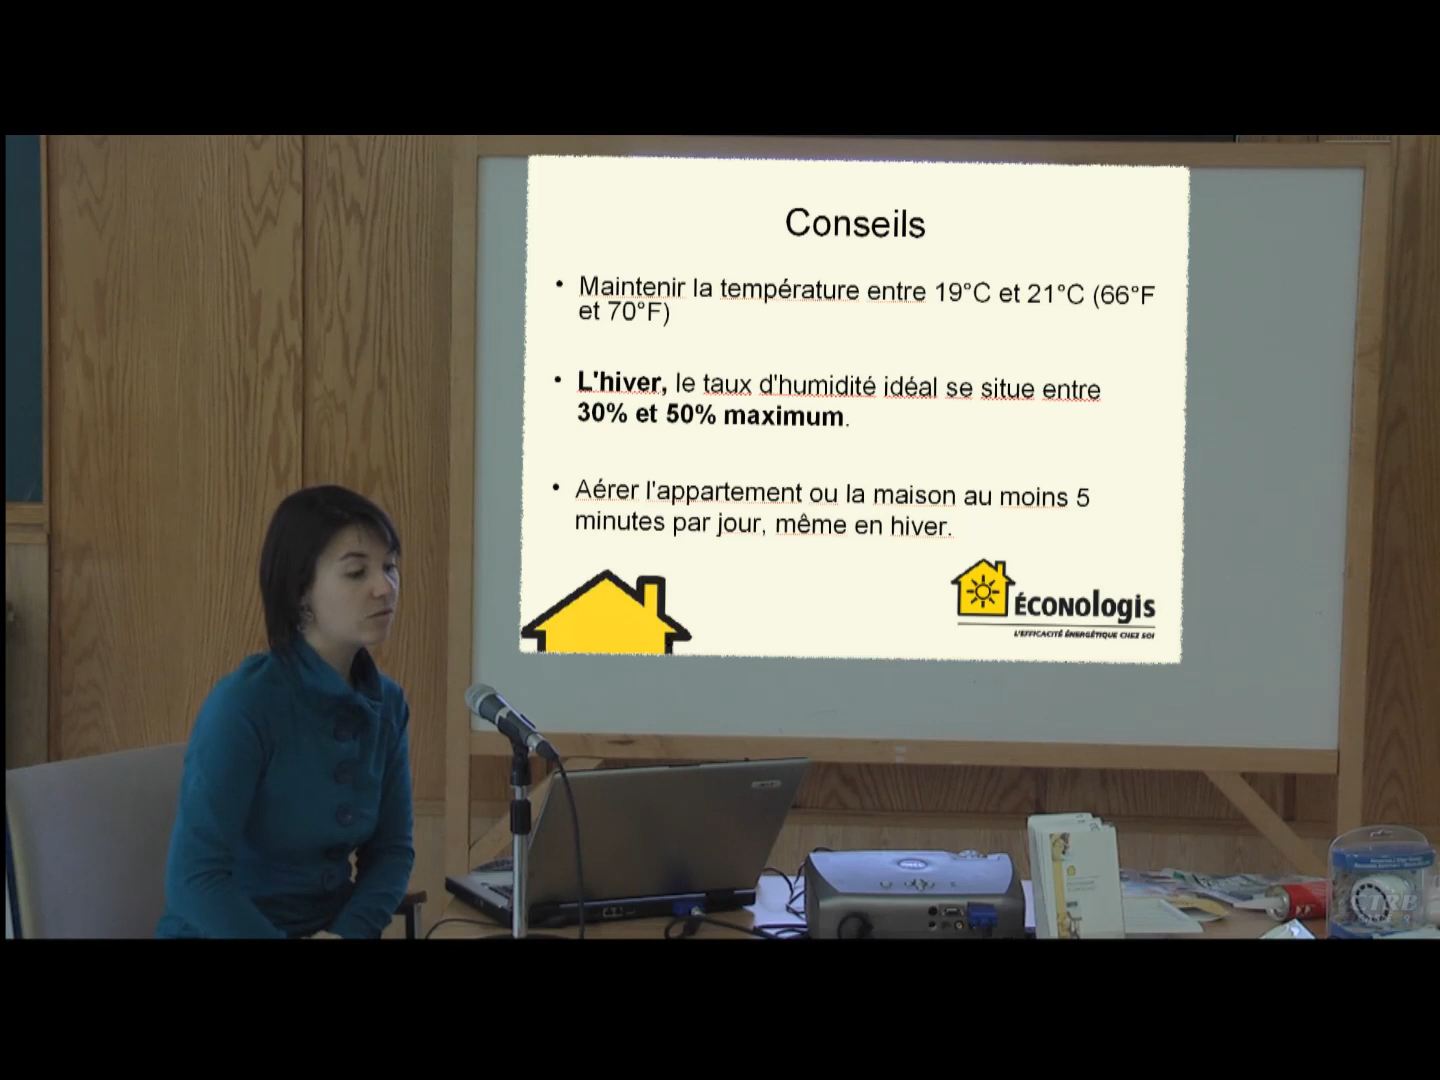 Conseils
• Maintenir la température entre 19°C et 21°C (66°F
et 70°F)
• L'hiver, le taux d'humidité idéal se situe entre
30% et 50% maximum.
• Aérer l'appartement ou la maison au moins 5
minutes par jour, même en hiver.
ÉCONOlogis
L'EFFICACITÉ ÉNERGÉTIQUE CHEZ SOI
DELL